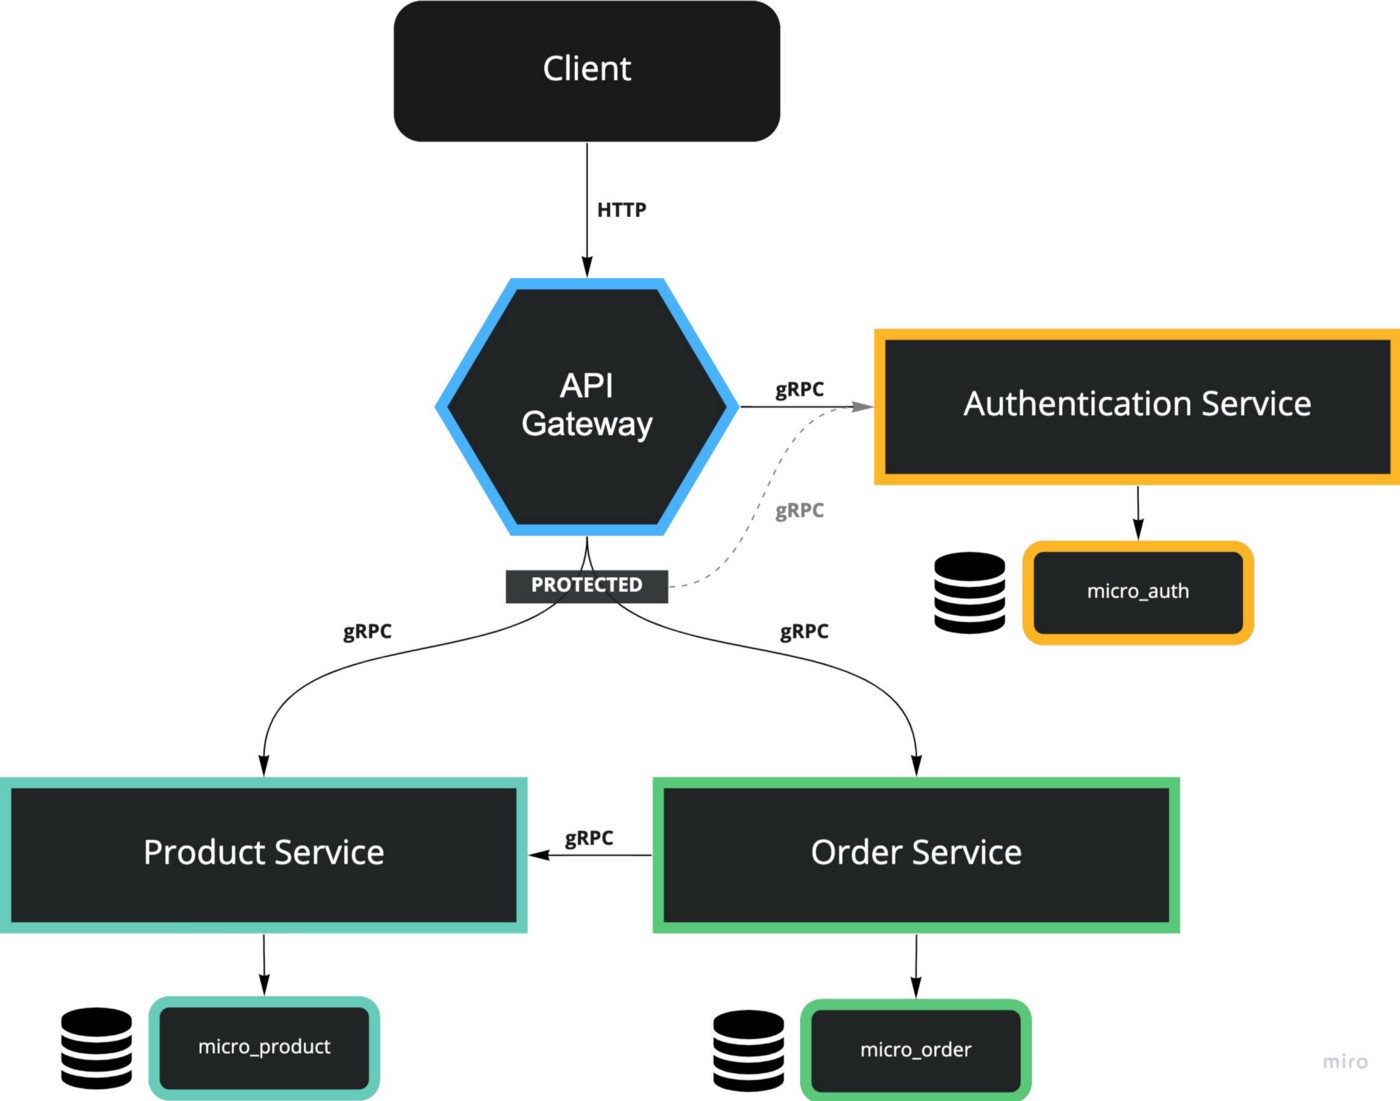 Client
HTTP
API
Gateway
gRPC
Authentication Service
gRPC
PROTECTED
micro_auth
gRPC
gRPC
Product Service
gRPC
Order Service
micro_product
micro_order
miro